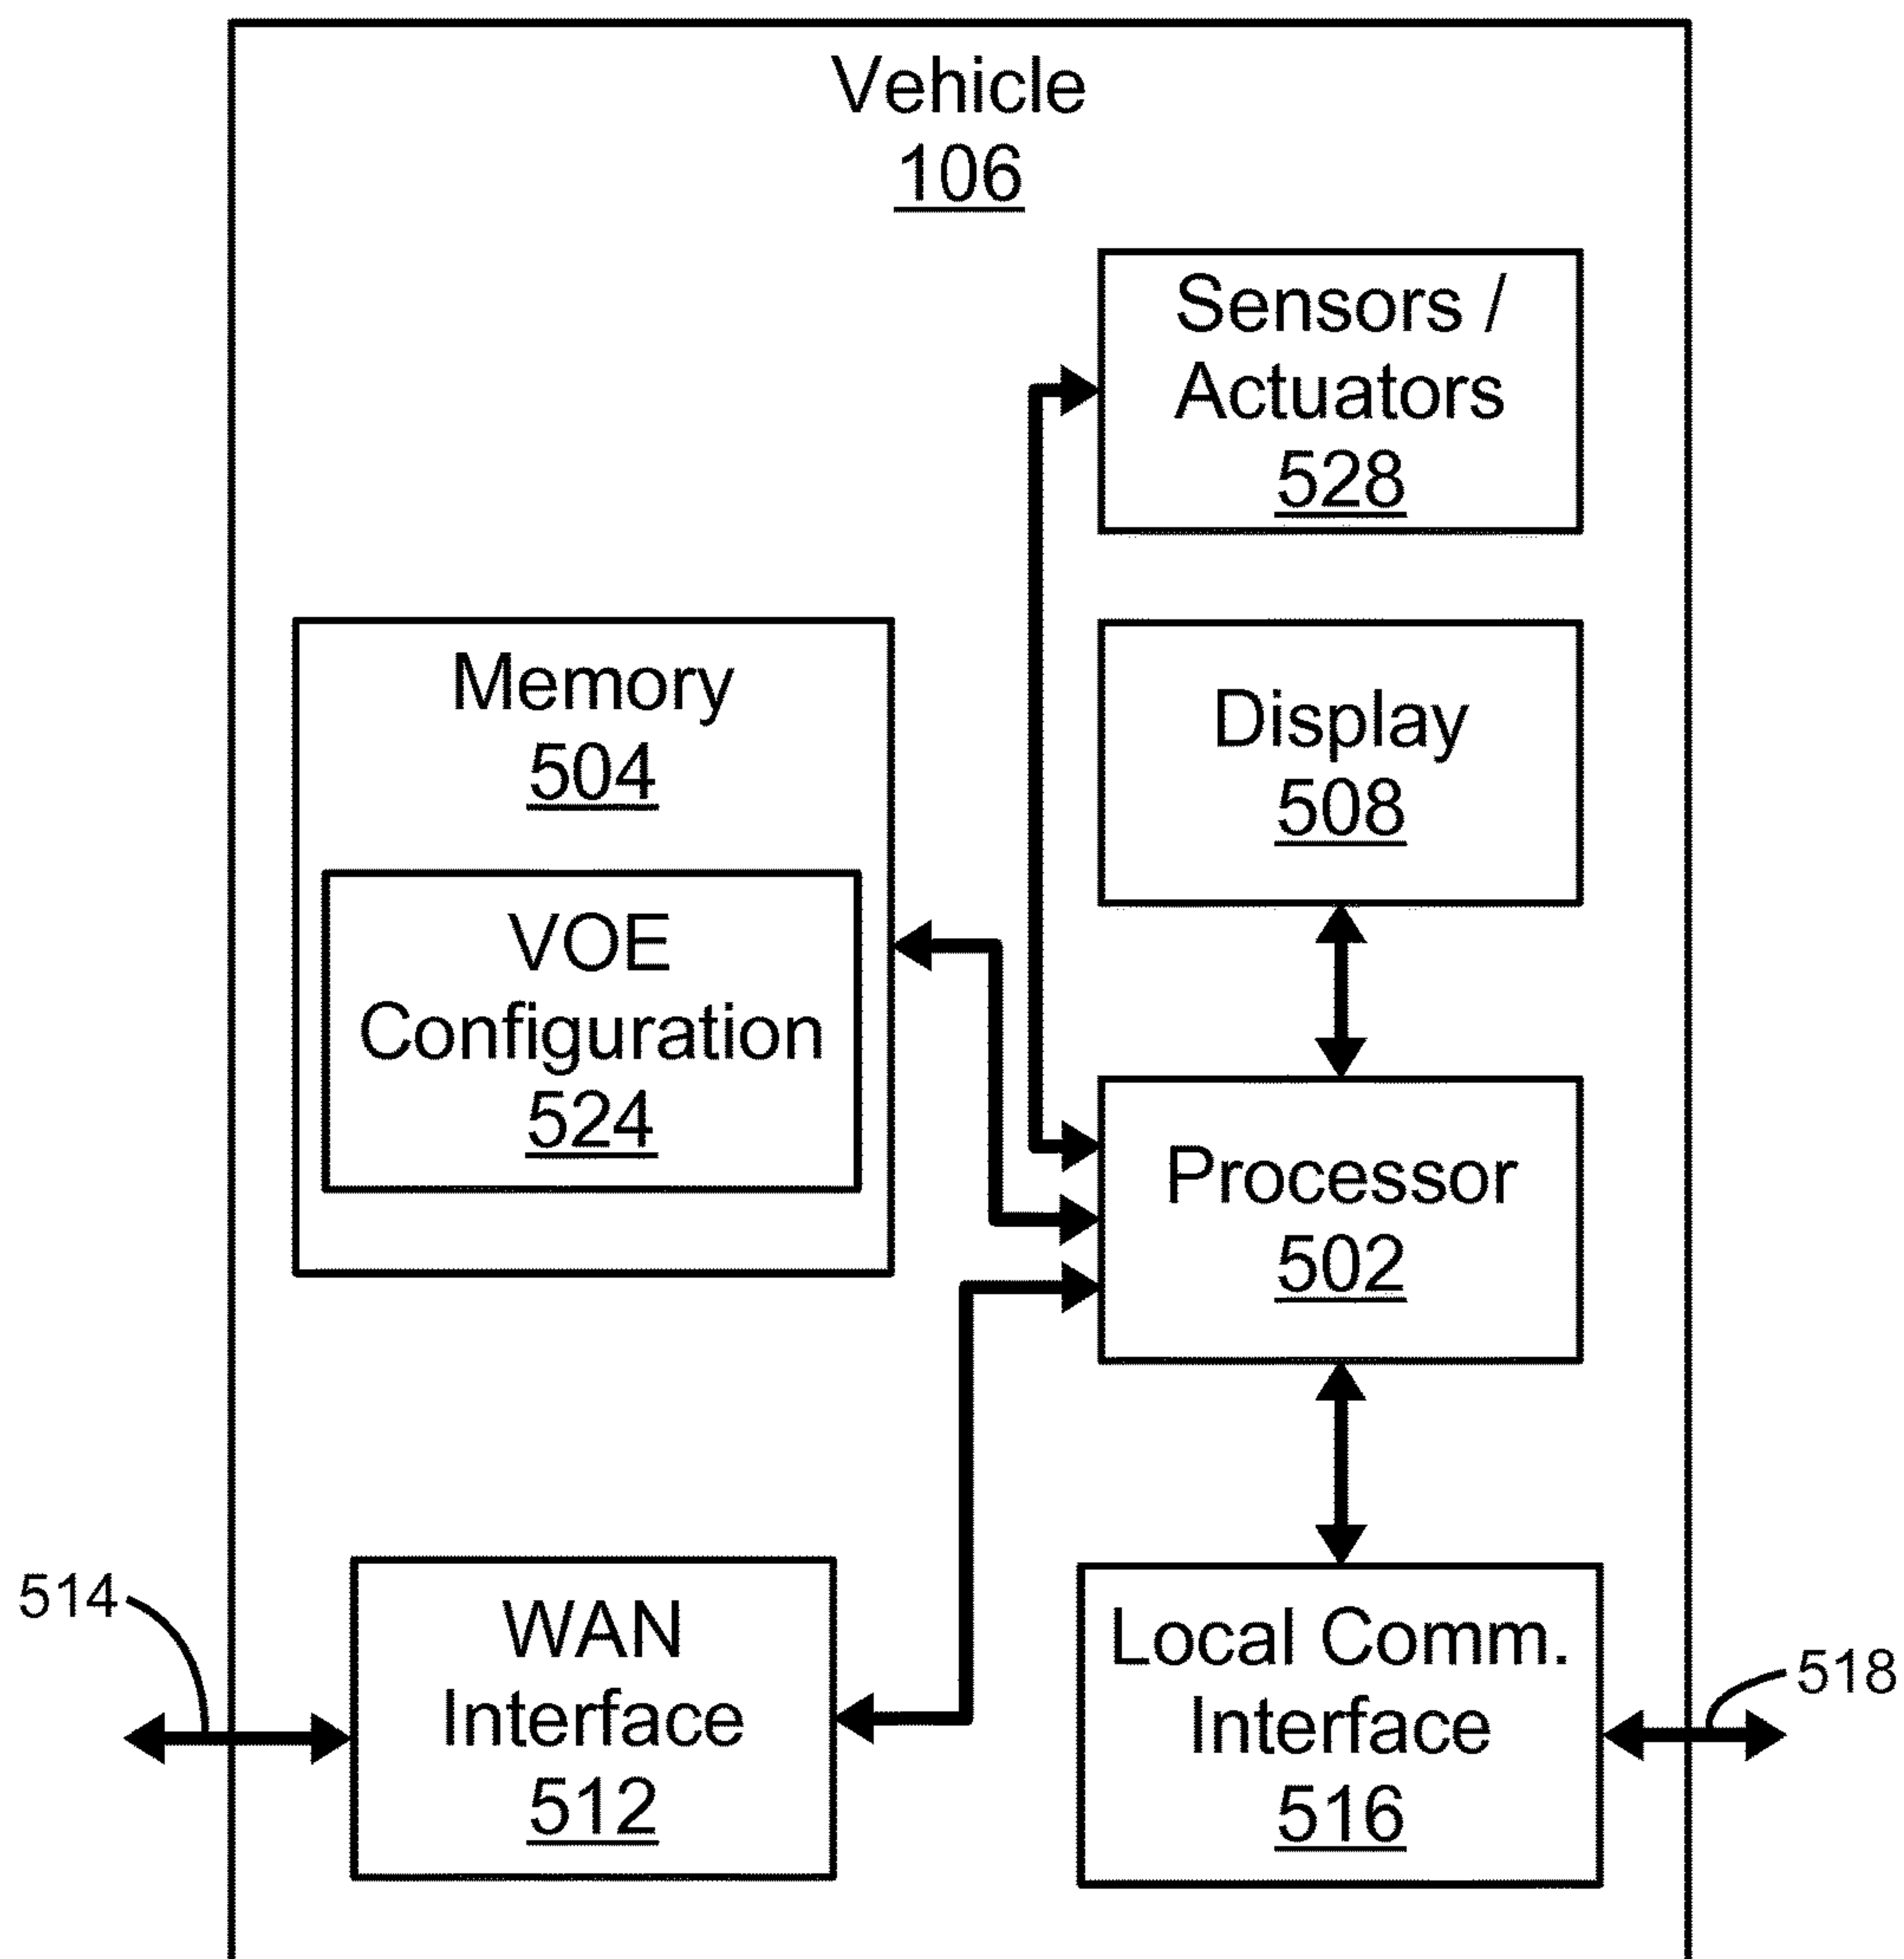 Vehicle
106
Sensors /
Actuators
528
Memory
504
Display
508
VOE
Configuration
524
Processor
502
514
WAN
Interface
512
Local Comm.
Interface
516
518